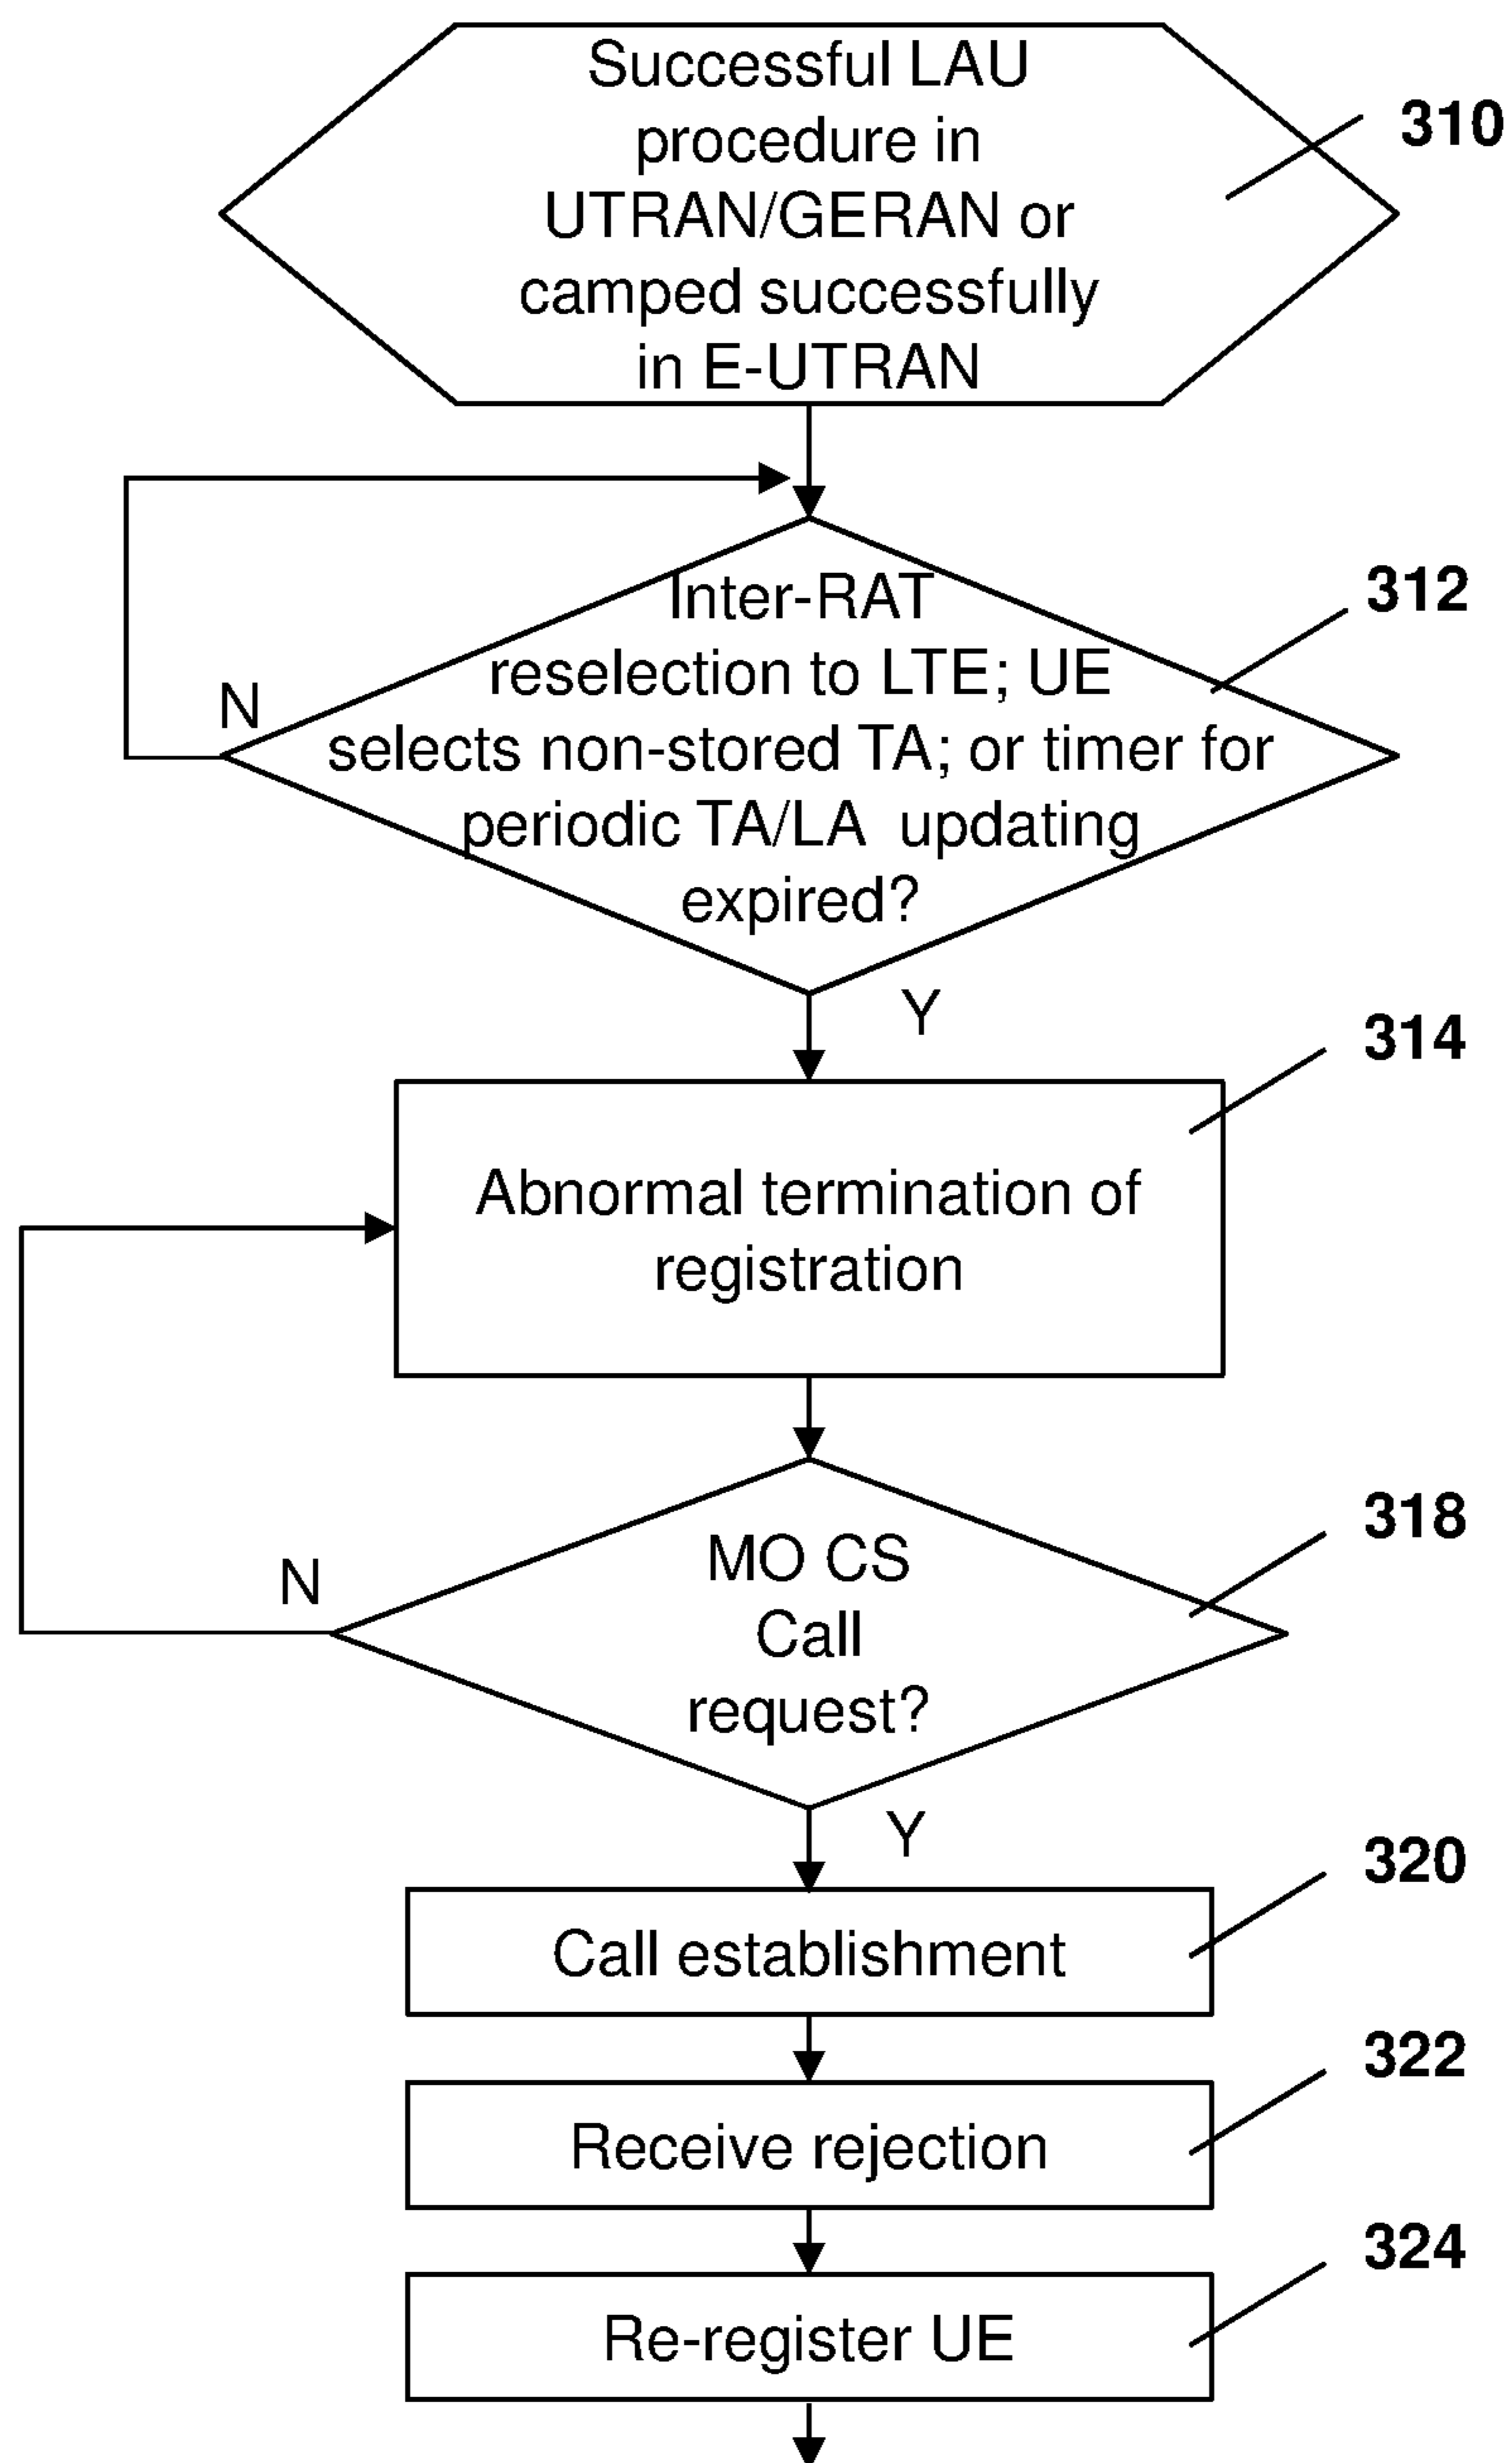 Successful LAU
procedure in
UTRAN/GERAN or
camped successfully
in E-UTRAN
310
Inter-RAT
reselection to LTE; UE
selects non-stored TA; or timer for
periodic TA/LA updating
expired?
312
N
Y
314
Abnormal termination of
registration
318
MO CS
Call
request?
N
Y
320
Call establishment
322
Receive rejection
324
Re-register UE